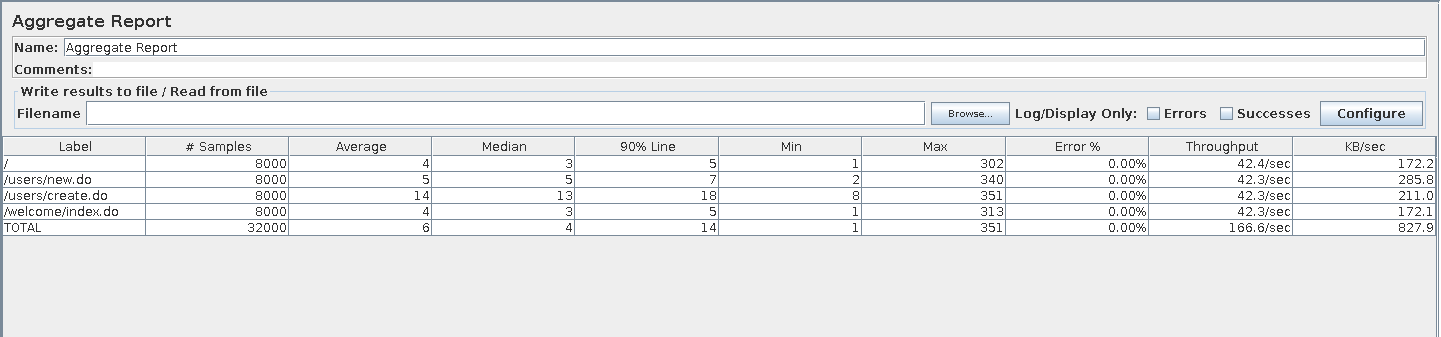 Aggregate Report
Name: Aggregate Report
Comments:
Write results to file / Read from file
Filename Browse... Log/Display Only: Errors Successes Configure
Label # Samples Average Median 90% Line Min Max Error % Throughput KB/sec
/ 8000 4 3 5 1 302 0.00% 42.4/sec 172.2
/users/new.do 8000 5 5 7 2 340 0.00% 42.3/sec 285.8
/users/create.do 8000 14 13 18 8 351 0.00% 42.3/sec 211.0
/welcome/index.do 8000 4 3 5 1 313 0.00% 42.3/sec 172.1
TOTAL 32000 6 4 14 1 351 0.00% 166.6/sec 827.9